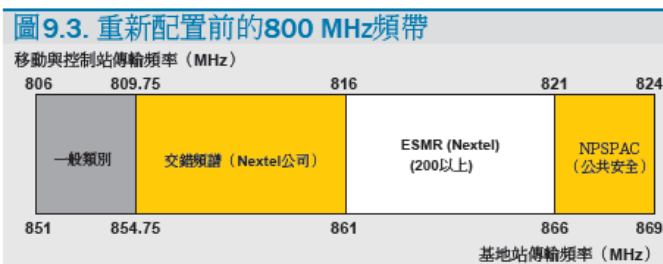 圖9.3. 重新配置前的800 MHz頻帶
移動與控制站傳輸頻率（MHz）
806 809.75 816 821 824
一般類別
交錯頻譜（Nextel公司）
ESMR (Nextel)
(200以上)
NPSPAC
（公共安全）
851 854.75 861 866 869
基地站傳輸頻率（MHz）